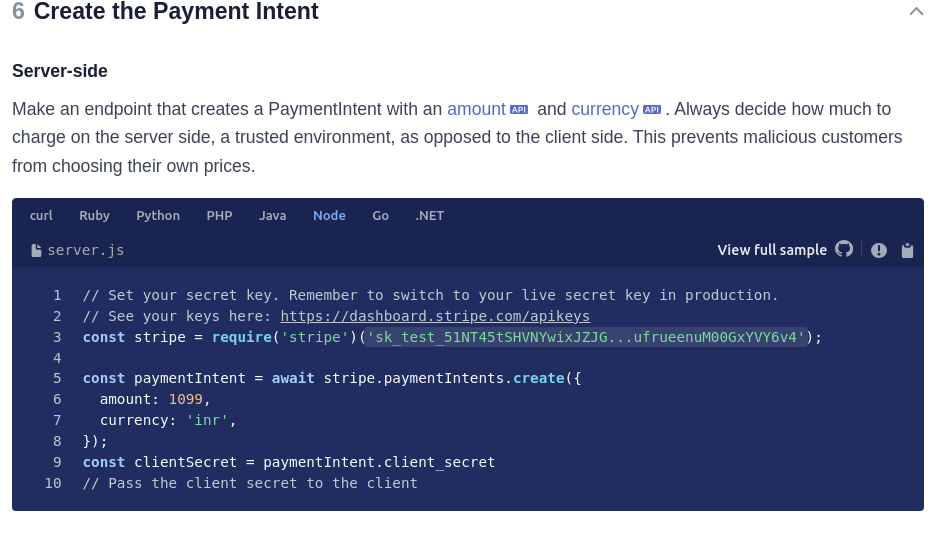 6 Create the Payment Intent
Server-side
Make an endpoint that creates a PaymentIntent with an amount API and currency API . Always decide how much to
charge on the server side, a trusted environment, as opposed to the client side. This prevents malicious customers
from choosing their own prices.
curl Ruby Python PHP Java Node Go .NET
server.js View full sample
1 // Set your secret key. Remember to switch to your live secret key in production.
2 // See your keys here: https://dashboard.stripe.com/apikeys
3 const stripe = require('stripe')('sk_test_51NT45tSHVNYwixJZJG...ufrueenuM00GxYVY6v4');
4
5 const paymentIntent = await stripe.paymentIntents.create({
6 amount: 1099,
7 currency: 'inr',
8 });
9 const clientSecret = paymentIntent.client_secret
10 // Pass the client secret to the client